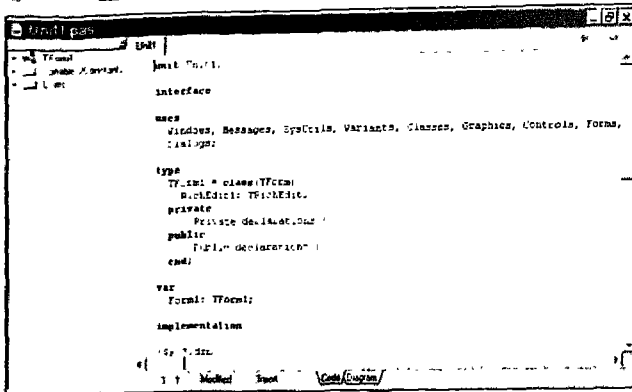 Unit1.pas
Unit1
TForm1
unit Unit1;
interface
uses
Windows, Messages, SysUtils, Variants, Classes, Graphics, Controls, Forms,
Dialogs;
type
TForm1 = class(TForm)
RichEdit1: TRichEdit;
private
Private declarations }
public
Public declarations }
end;
var
Form1: TForm1;
implementation
Modified Insert Code Diagram